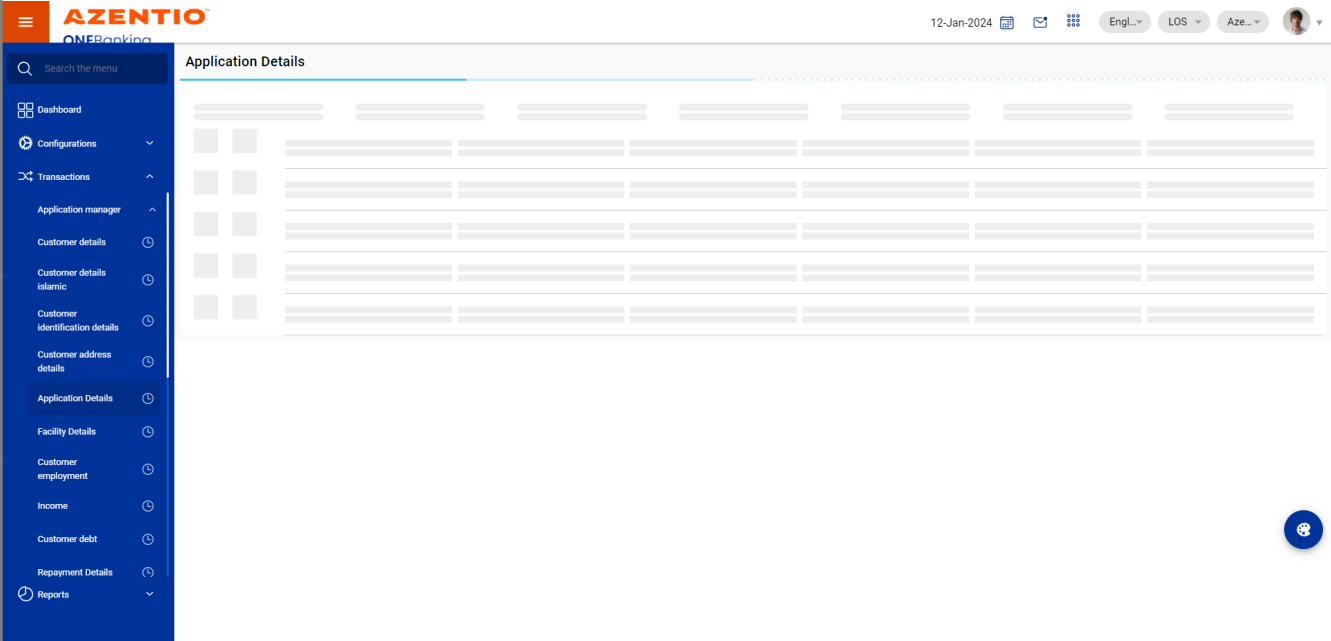 AZENTIO™
ONEBanking
12-Jan-2024
Engl...
LOS
Aze...
Search the menu
Application Details
Dashboard
Configurations
Transactions
Application manager
Customer details
Customer details
islamic
Customer
identification details
Customer address
details
Application Details
Facility Details
Customer
employment
Income
Customer debt
Repayment Details
Reports